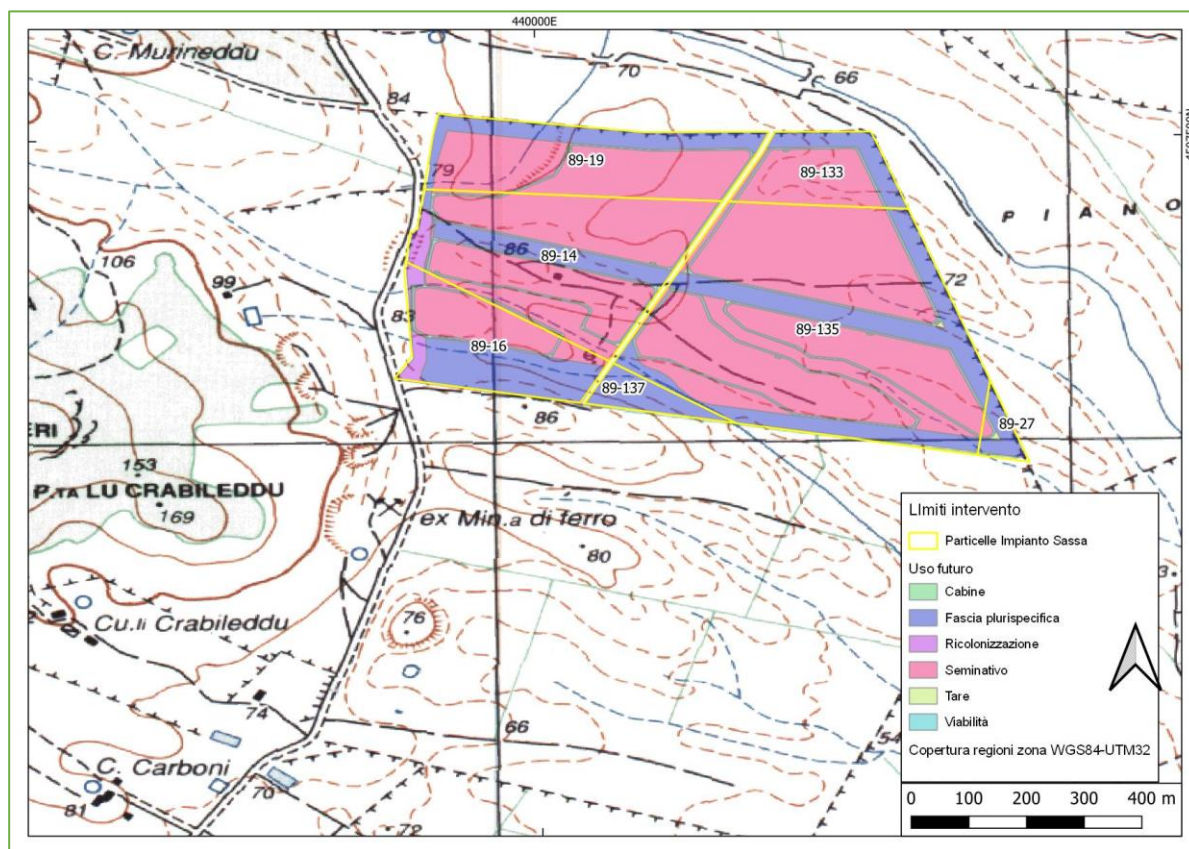 440000E
C. Murineddu
70
66
84
79
89-19
89-133
P I A N O
106
99
86
89-14
72
83
89-135
89-16
89-137
86
89-27
ERI
153
P.TA LU CRABILEDDU
169
ex Min.a di ferro
80
76
Cu.li Crabileddu
74
66
54
C. Carboni
70
81
72
LImiti intervento
Particelle Impianto Sassa
Uso futuro
Cabine
Fascia plurispecifica
Ricolonizzazione
Seminativo
Tare
Viabilità
Copertura regioni zona WGS84-UTM32
0 100 200 300 400 m